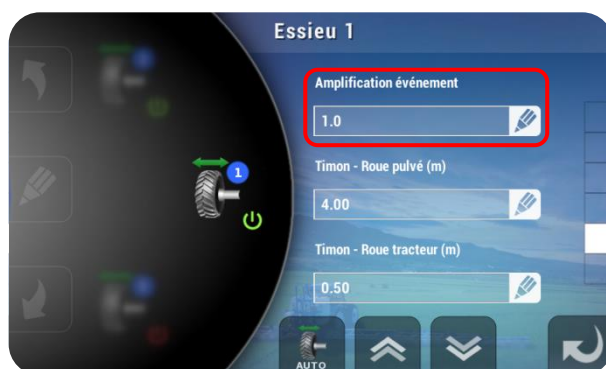 Essieu 1
Amplification événement
1.0
Timon - Roue pulvé (m)
4.00
Timon - Roue tracteur (m)
0.50
1
AUTO